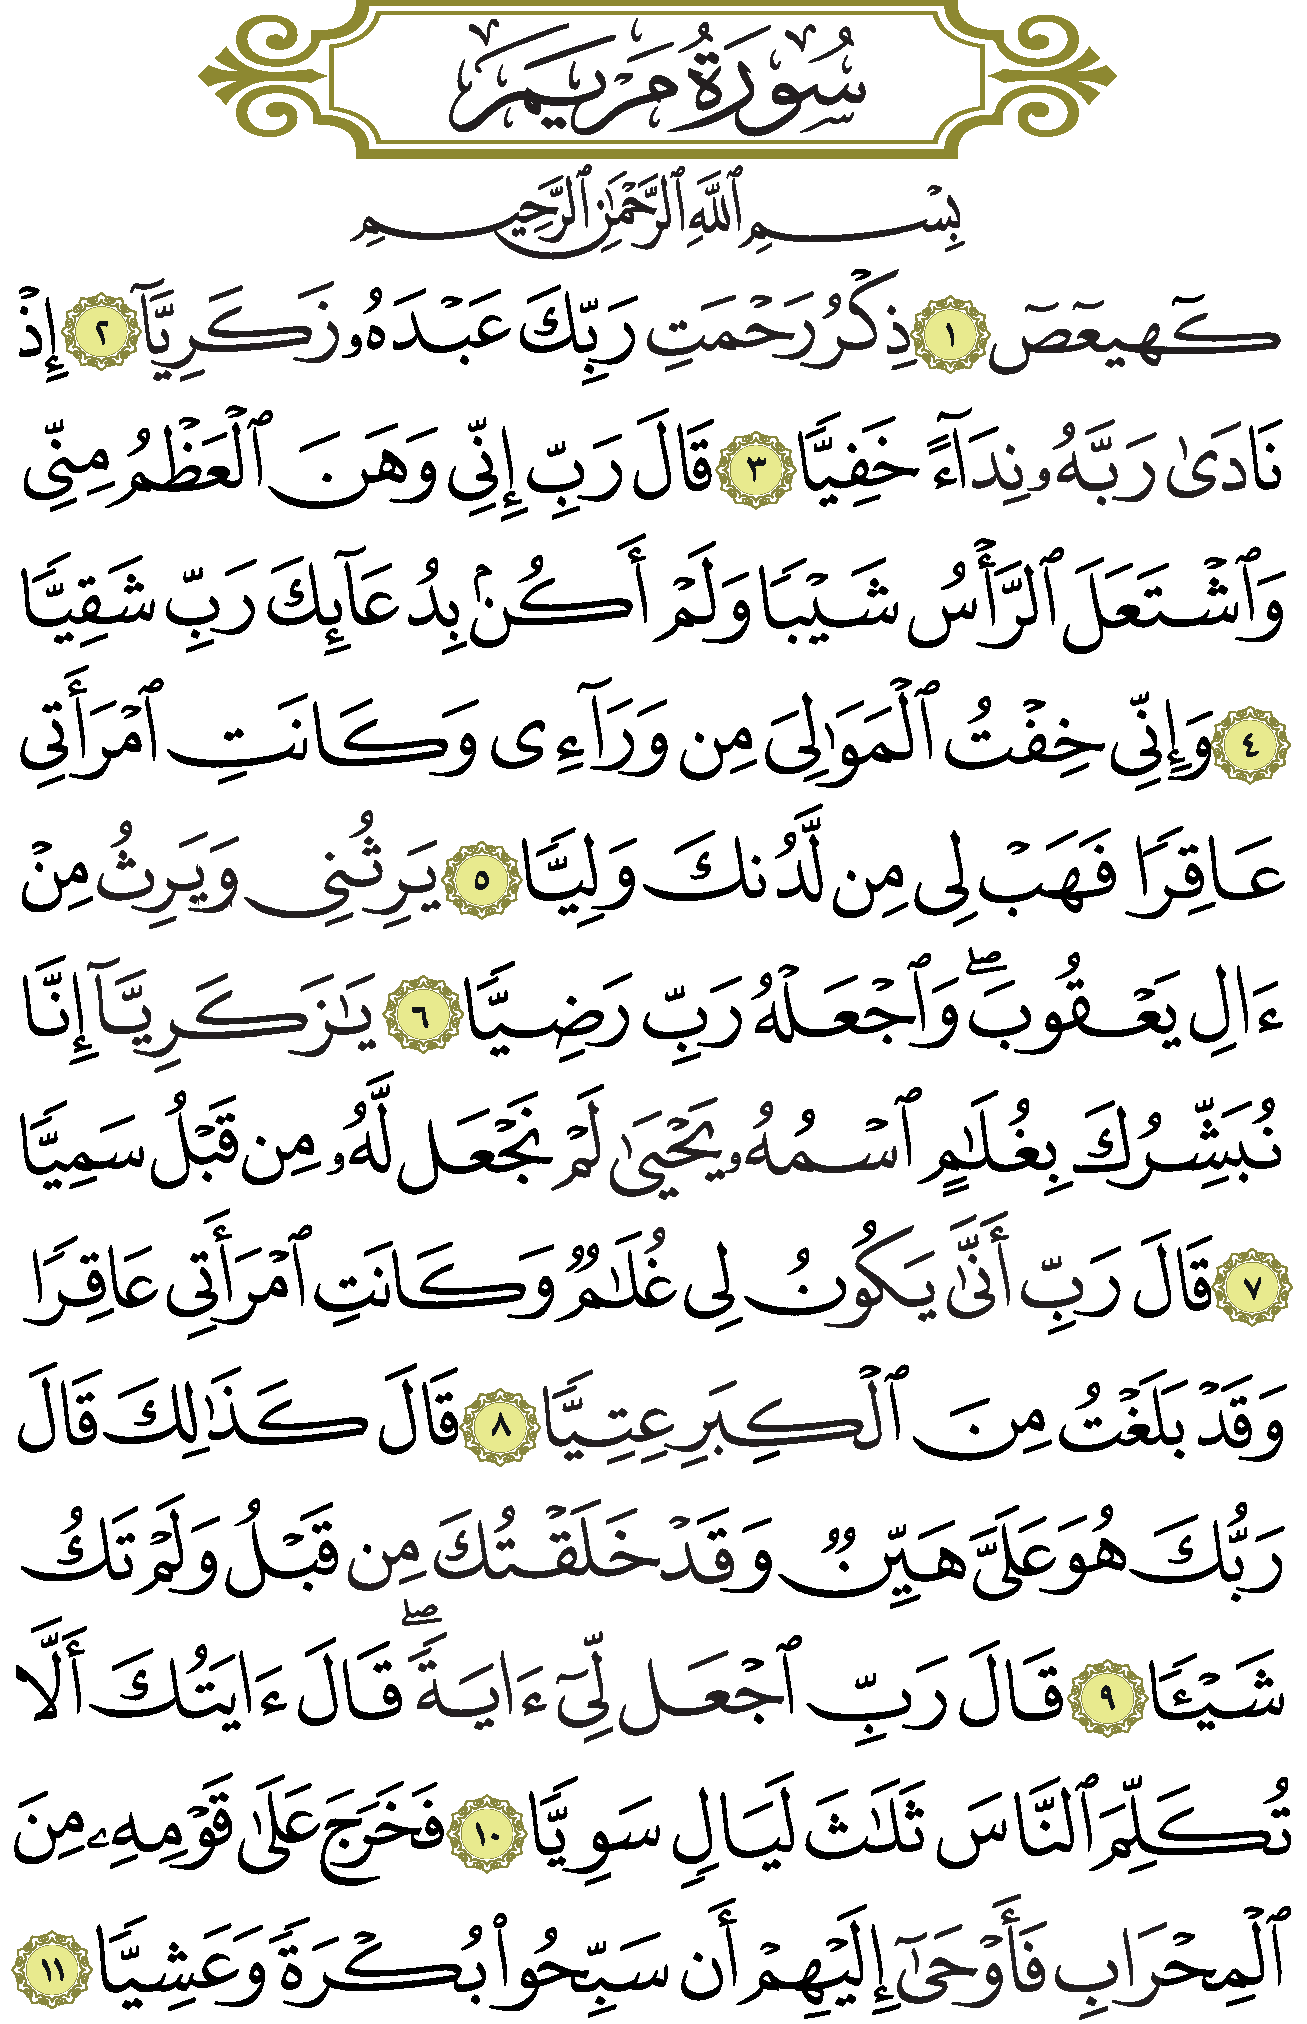 سُورَةُ مَرْيَمَ
بِسْمِ ٱللَّهِ ٱلرَّحْمَٰنِ ٱلرَّحِيمِ
كٓهيعٓصٓ ١ ذِكْرُ رَحْمَتِ رَبِّكَ عَبْدَهُۥ زَكَرِيَّآ ٢ إِذْ
نَادَىٰ رَبَّهُۥ نِدَآءً خَفِيًّا ٣ قَالَ رَبِّ إِنِّى وَهَنَ ٱلْعَظْمُ مِنِّى
وَٱشْتَعَلَ ٱلرَّأْسُ شَيْبًا وَلَمْ أَكُنۢ بِدُعَآئِكَ رَبِّ شَقِيًّا
٤ وَإِنِّى خِفْتُ ٱلْمَوَٰلِىَ مِن وَرَآءِى وَكَانَتِ ٱمْرَأَتِى
عَاقِرًا فَهَبْ لِى مِن لَّدُنكَ وَلِيًّا ٥ يَرِثُنِى وَيَرِثُ مِنْ
ءَالِ يَعْقُوبَ ۖ وَٱجْعَلْهُ رَبِّ رَضِيًّا ٦ يَٰزَكَرِيَّآ إِنَّا
نُبَشِّرُكَ بِغُلَٰمٍ ٱسْمُهُۥ يَحْيَىٰ لَمْ نَجْعَل لَّهُۥ مِن قَبْلُ سَمِيًّا
٧ قَالَ رَبِّ أَنَّىٰ يَكُونُ لِى غُلَٰمٌ وَكَانَتِ ٱمْرَأَتِى عَاقِرًا
وَقَدْ بَلَغْتُ مِنَ ٱلْكِبَرِ عِتِيًّا ٨ قَالَ كَذَٰلِكَ قَالَ
رَبُّكَ هُوَ عَلَىَّ هَيِّنٌ وَقَدْ خَلَقْتُكَ مِن قَبْلُ وَلَمْ تَكُ
شَيْـًٔا ٩ قَالَ رَبِّ ٱجْعَل لِّىٓ ءَايَةً ۖ قَالَ ءَايَتُكَ أَلَّا
تُكَلِّمَ ٱلنَّاسَ ثَلَٰثَ لَيَالٍ سَوِيًّا ١٠ فَخَرَجَ عَلَىٰ قَوْمِهِۦ مِنَ
ٱلْمِحْرَابِ فَأَوْحَىٰٓ إِلَيْهِمْ أَن سَبِّحُوا۟ بُكْرَةً وَعَشِيًّا ١١